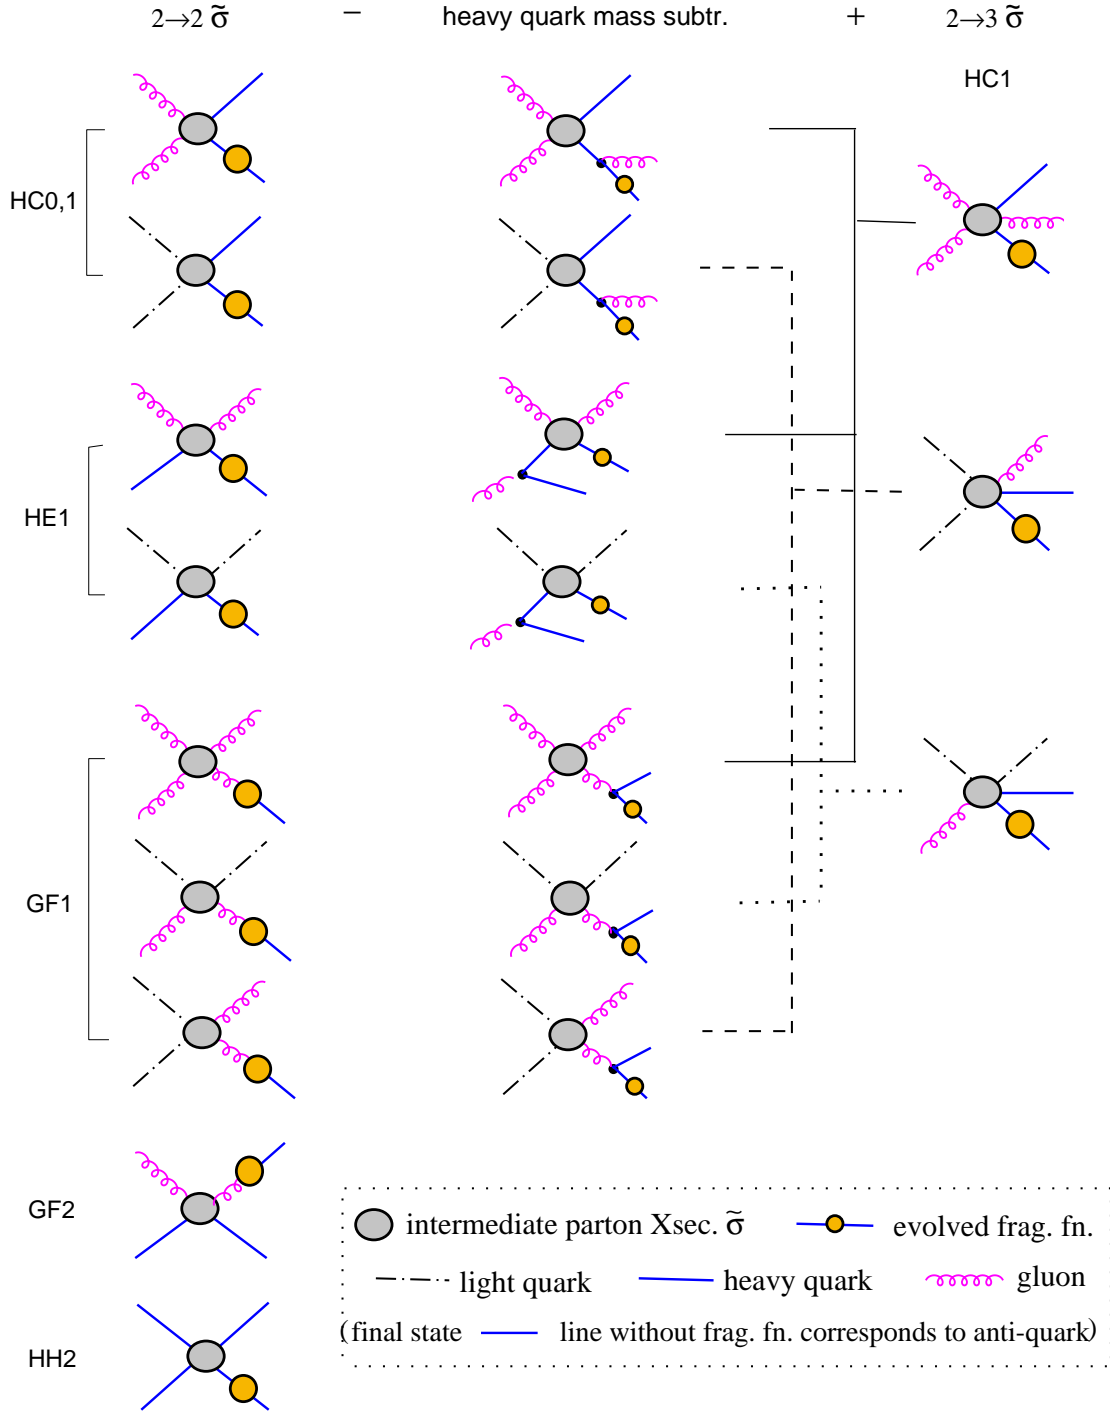 2→2 σ̃ − heavy quark mass subtr. + 2→3 σ̃
HC1
HC0,1
HE1
GF1
GF2
HH2
intermediate parton Xsec. σ̃ evolved frag. fn.
light quark heavy quark gluon
(final state line without frag. fn. corresponds to anti-quark)